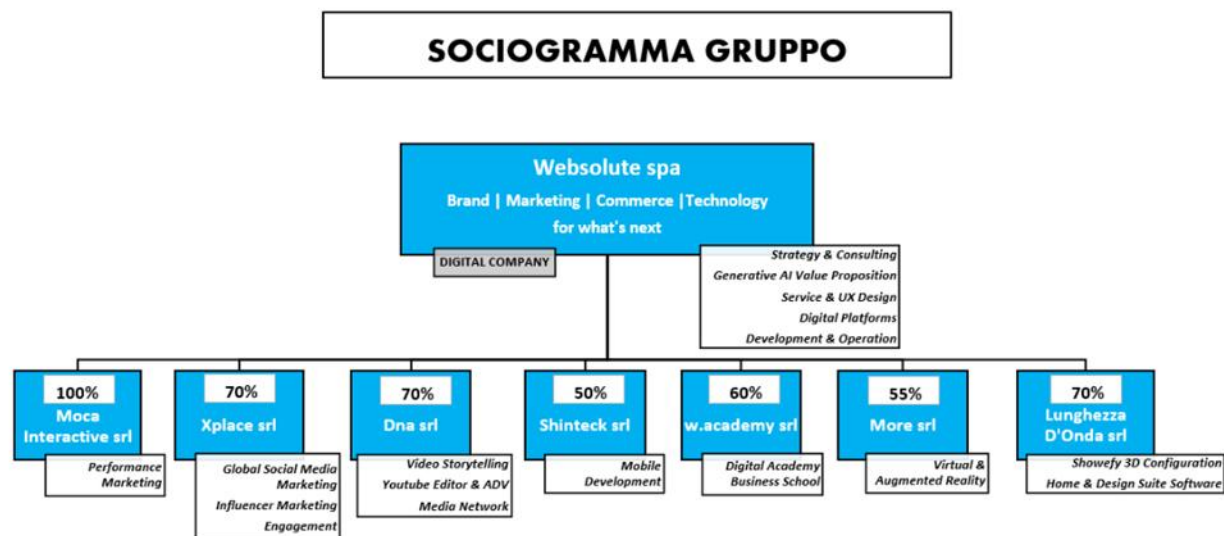 SOCIOGRAMMA GRUPPO
Websolute spa
Brand | Marketing | Commerce |Technology
for what's next
DIGITAL COMPANY
Strategy & Consulting
Generative AI Value Proposition
Service & UX Design
Digital Platforms
Development & Operation
100%
Moca
Interactive srl
Performance
Marketing
70%
Xplace srl
Global Social Media
Marketing
Influencer Marketing
Engagement
70%
Dna srl
Video Storytelling
Youtube Editor & ADV
Media Network
50%
Shinteck srl
Mobile
Development
60%
w.academy srl
Digital Academy
Business School
55%
More srl
Virtual &
Augmented Reality
70%
Lunghezza
D'Onda srl
Showefy 3D Configuration
Home & Design Suite Software